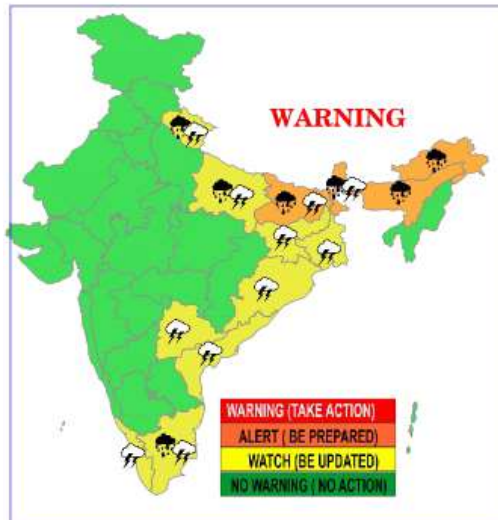 WARNING
WARNING (TAKE ACTION)
ALERT ( BE PREPARED)
WATCH (BE UPDATED)
NO WARNING ( NO ACTION)